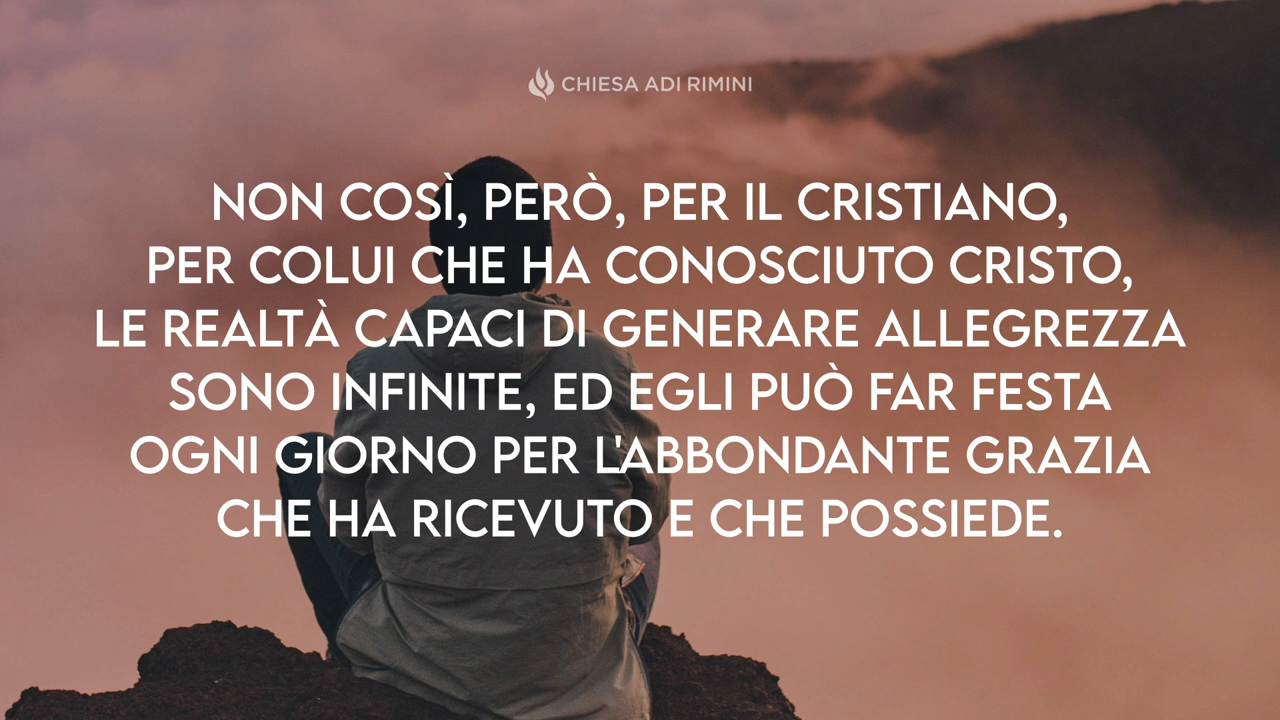 CHIESA ADI RIMINI
NON COSÌ, PERÒ, PER IL CRISTIANO,
PER COLUI CHE HA CONOSCIUTO CRISTO,
LE REALTÀ CAPACI DI GENERARE ALLEGREZZA
SONO INFINITE, ED EGLI PUÒ FAR FESTA
OGNI GIORNO PER L'ABBONDANTE GRAZIA
CHE HA RICEVUTO E CHE POSSIEDE.